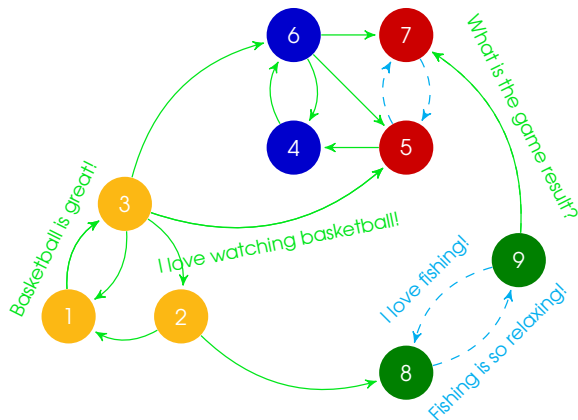 6
7
What is the game result?
4
5
Basketball is great!
3
I love watching basketball!
9
I love fishing!
1
2
Fishing is so relaxing!
8